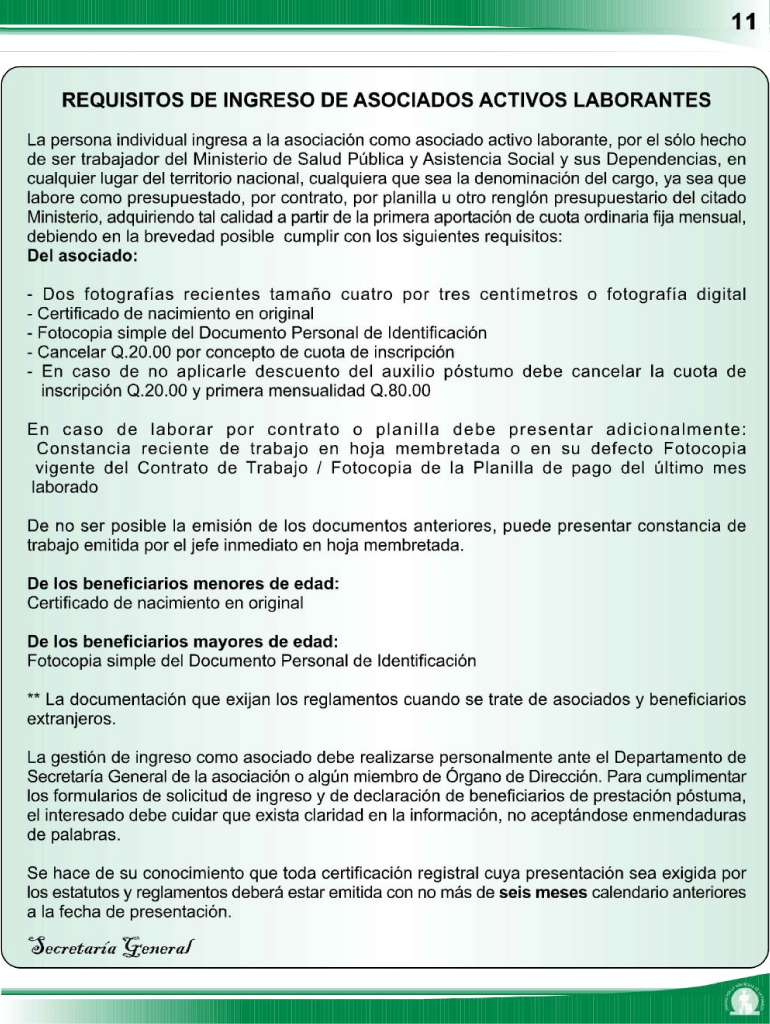 11
REQUISITOS DE INGRESO DE ASOCIADOS ACTIVOS LABORANTES
La persona individual ingresa a la asociación como asociado activo laborante, por el sólo hecho
de ser trabajador del Ministerio de Salud Pública y Asistencia Social y sus Dependencias, en
cualquier lugar del territorio nacional, cualquiera que sea la denominación del cargo, ya sea que
labore como presupuestado, por contrato, por planilla u otro renglón presupuestario del citado
Ministerio, adquiriendo tal calidad a partir de la primera aportación de cuota ordinaria fija mensual,
debiendo en la brevedad posible cumplir con los siguientes requisitos:
Del asociado:
- Dos fotografías recientes tamaño cuatro por tres centímetros o fotografía digital
- Certificado de nacimiento en original
- Fotocopia simple del Documento Personal de Identificación
- Cancelar Q.20.00 por concepto de cuota de inscripción
- En caso de no aplicarle descuento del auxilio póstumo debe cancelar la cuota de
inscripción Q.20.00 y primera mensualidad Q.80.00
En caso de laborar por contrato o planilla debe presentar adicionalmente:
Constancia reciente de trabajo en hoja membretada o en su defecto Fotocopia
vigente del Contrato de Trabajo / Fotocopia de la Planilla de pago del último mes
laborado
De no ser posible la emisión de los documentos anteriores, puede presentar constancia de
trabajo emitida por el jefe inmediato en hoja membretada.
De los beneficiarios menores de edad:
Certificado de nacimiento en original
De los beneficiarios mayores de edad:
Fotocopia simple del Documento Personal de Identificación
** La documentación que exijan los reglamentos cuando se trate de asociados y beneficiarios
extranjeros.
La gestión de ingreso como asociado debe realizarse personalmente ante el Departamento de
Secretaría General de la asociación o algún miembro de Órgano de Dirección. Para cumplimentar
los formularios de solicitud de ingreso y de declaración de beneficiarios de prestación póstuma,
el interesado debe cuidar que exista claridad en la información, no aceptándose enmendaduras
de palabras.
Se hace de su conocimiento que toda certificación registral cuya presentación sea exigida por
los estatutos y reglamentos deberá estar emitida con no más de seis meses calendario anteriores
a la fecha de presentación.
Secretaría General